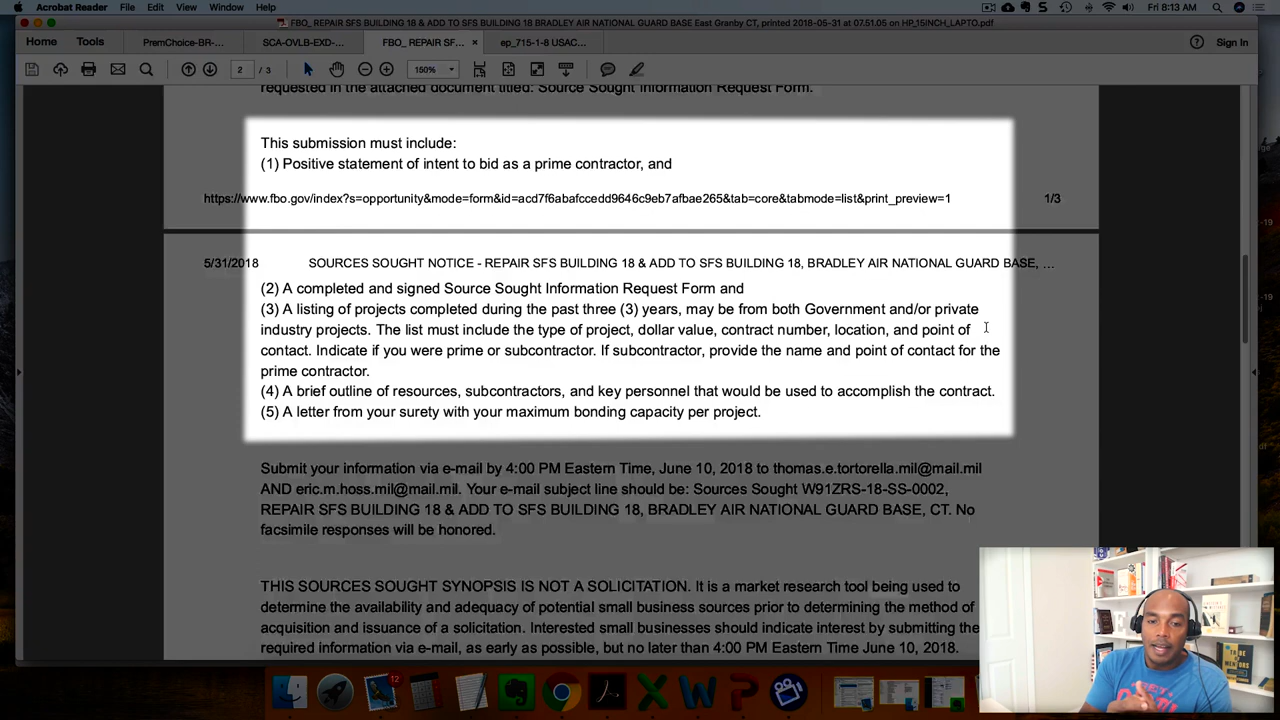 Acrobat Reader File Edit View Window Help
Fri 8:13 AM
FBO_ REPAIR SFS BUILDING 18 & ADD TO SFS BUILDING 18 BRADLEY AIR NATIONAL GUARD BASE East Granby CT, printed 2018-05-31 at 07.51.05 on HP_15INCH_LAPTO.pdf
Home Tools PremChoice-BR-... SCA-OVLB-EXD-... FBO_ REPAIR SF... × ep_715-1-8 USAC... Sign In
2 / 3 150%
requested in the attached document titled: Source Sought Information Request Form.
This submission must include:
(1) Positive statement of intent to bid as a prime contractor, and
https://www.fbo.gov/index?s=opportunity&mode=form&id=acd7f6abafccedd9646c9eb7afbae265&tab=core&tabmode=list&print_preview=1 1/3
5/31/2018 SOURCES SOUGHT NOTICE - REPAIR SFS BUILDING 18 & ADD TO SFS BUILDING 18, BRADLEY AIR NATIONAL GUARD BASE, …
(2) A completed and signed Source Sought Information Request Form and
(3) A listing of projects completed during the past three (3) years, may be from both Government and/or private
industry projects. The list must include the type of project, dollar value, contract number, location, and point of
contact. Indicate if you were prime or subcontractor. If subcontractor, provide the name and point of contact for the
prime contractor.
(4) A brief outline of resources, subcontractors, and key personnel that would be used to accomplish the contract.
(5) A letter from your surety with your maximum bonding capacity per project.
Submit your information via e-mail by 4:00 PM Eastern Time, June 10, 2018 to thomas.e.tortorella.mil@mail.mil
AND eric.m.hoss.mil@mail.mil. Your e-mail subject line should be: Sources Sought W91ZRS-18-SS-0002,
REPAIR SFS BUILDING 18 & ADD TO SFS BUILDING 18, BRADLEY AIR NATIONAL GUARD BASE, CT. No
facsimile responses will be honored.
THIS SOURCES SOUGHT SYNOPSIS IS NOT A SOLICITATION. It is a market research tool being used to
determine the availability and adequacy of potential small business sources prior to determining the method of
acquisition and issuance of a solicitation. Interested small businesses should indicate interest by submitting the
required information via e-mail, as early as possible, but no later than 4:00 PM Eastern Time June 10, 2018.
12